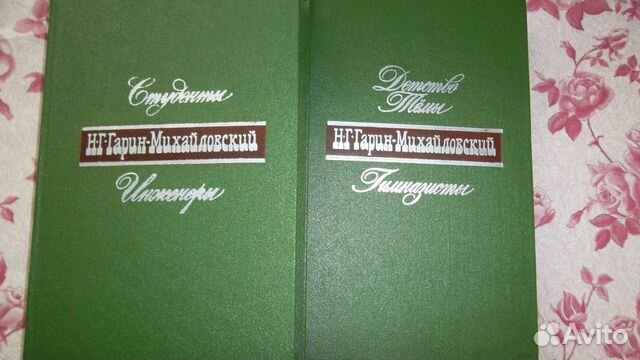 Студенты
Н.Г. Гарин-Михайловский
Инженеры
Детство
Тёмы
Н.Г. Гарин-Михайловский
Гимназисты
Avito